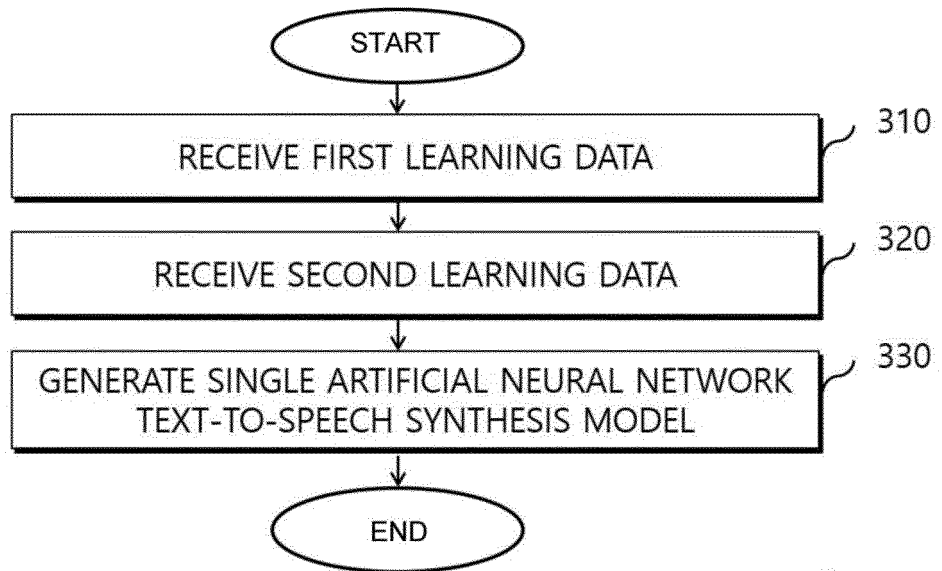 START
RECEIVE FIRST LEARNING DATA
310
RECEIVE SECOND LEARNING DATA
320
GENERATE SINGLE ARTIFICIAL NEURAL NETWORK
TEXT-TO-SPEECH SYNTHESIS MODEL
330
END